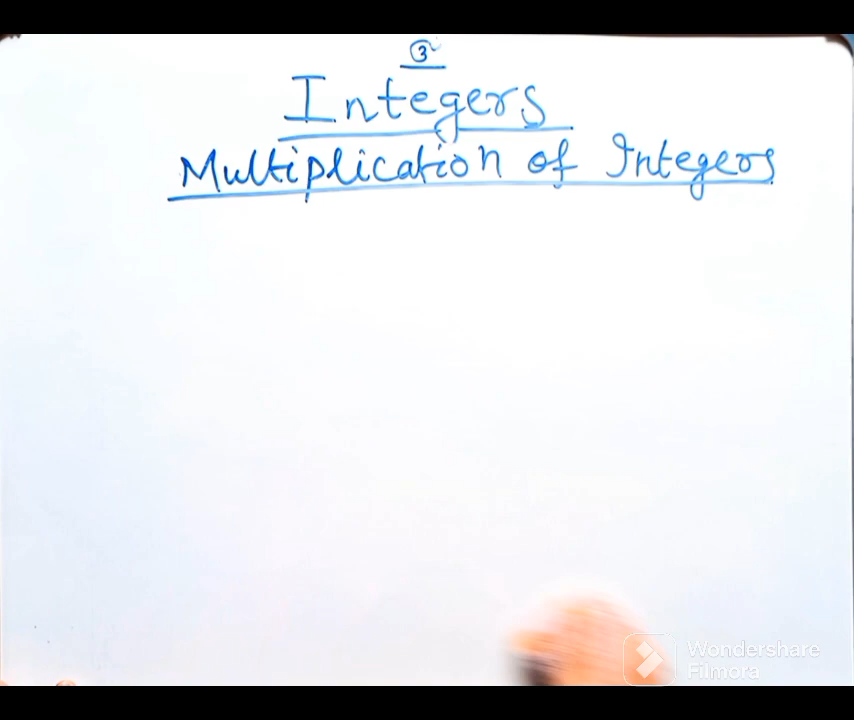 ③
Integers
Multiplication of Integers
Wondershare
Filmora